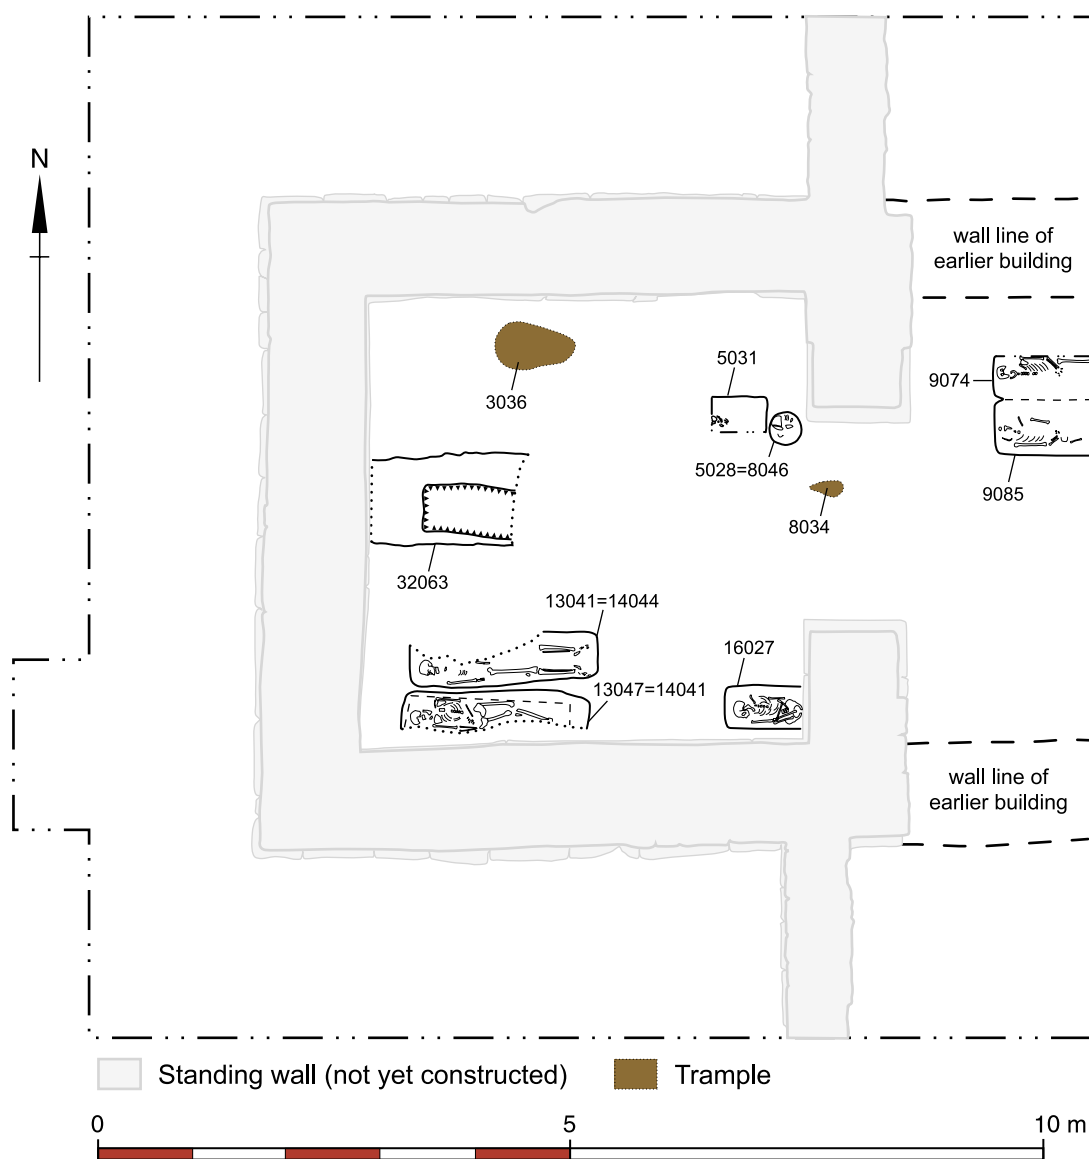 N
wall line of
earlier building
5031
9074
3036
5028=8046
9085
8034
32063
13041=14044
16027
13047=14041
wall line of
earlier building
Standing wall (not yet constructed)
Trample
0
5
10 m